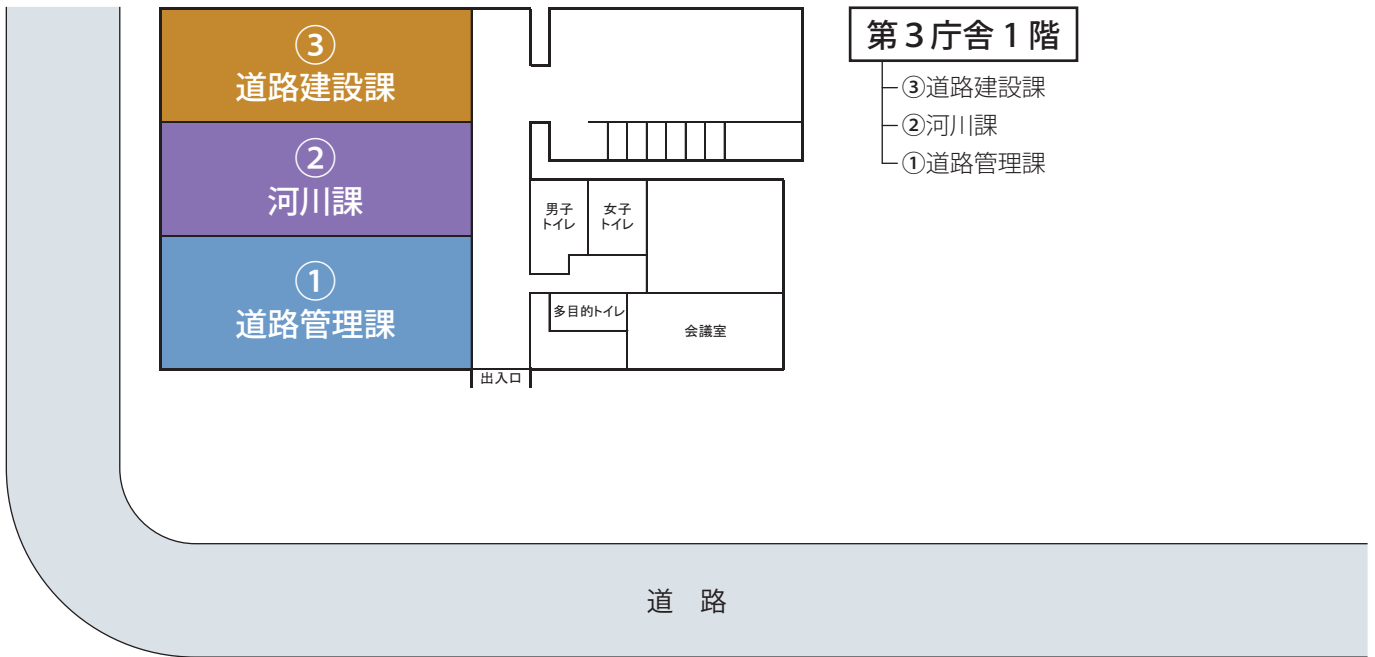 ③
道路建設課
②
河川課
①
道路管理課
男子
トイレ
女子
トイレ
多目的トイレ
会議室
出入口
第3庁舎1階
③道路建設課
②河川課
①道路管理課
道 路